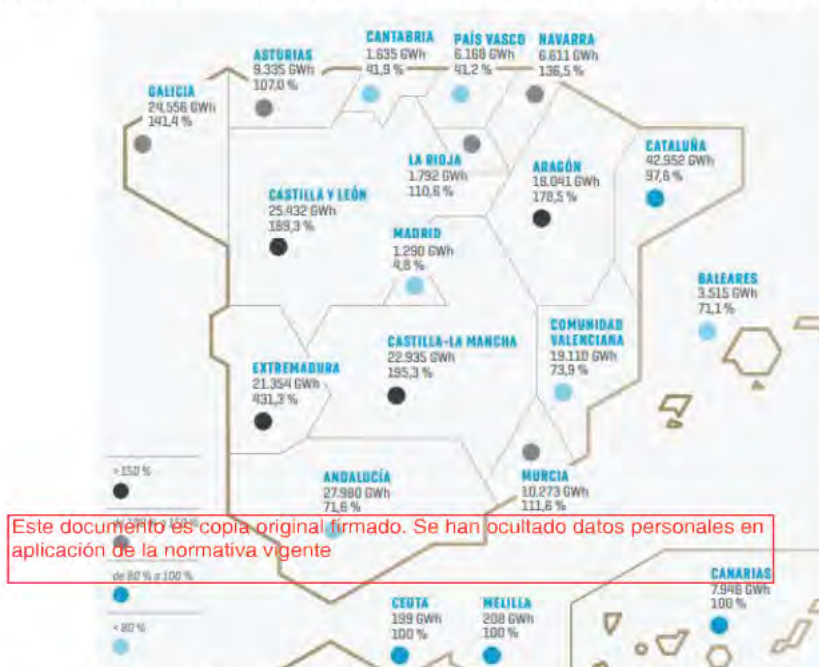 CANTABRIA
1.635 GWh
41,9 %
PAÍS VASCO
6.168 GWh
41,2 %
NAVARRA
6.611 GWh
136,5 %
ASTURIAS
9.335 GWh
107,0 %
GALICIA
24.556 GWh
141,4 %
LA RIOJA
1.792 GWh
110,6 %
ARAGÓN
18.041 GWh
178,5 %
CATALUÑA
42.952 GWh
97,6 %
CASTILLA Y LEÓN
25.432 GWh
189,3 %
MADRID
1.290 GWh
4,8 %
BALEARES
3.515 GWh
71,1 %
COMUNIDAD
VALENCIANA
19.110 GWh
73,9 %
CASTILLA-LA MANCHA
22.935 GWh
195,3 %
EXTREMADURA
21.354 GWh
431,3 %
ANDALUCÍA
27.980 GWh
71,6 %
MURCIA
10.273 GWh
111,6 %
> 150 %
Este documento es copia original firmado. Se han ocultado datos personales en
aplicación de la normativa vigente
de 80 % a 100 %
< 80 %
CEUTA
199 GWh
100 %
MELILLA
208 GWh
100 %
CANARIAS
7.946 GWh
100 %